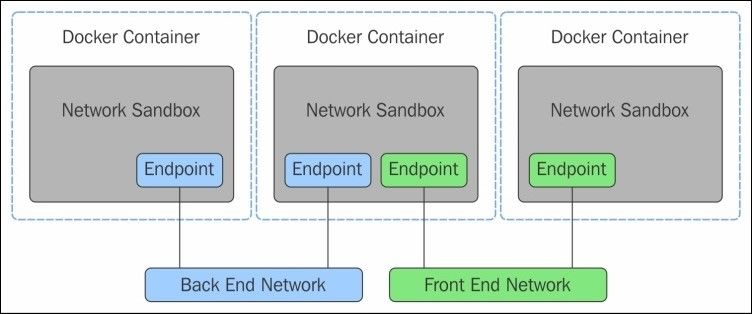 Docker Container
Docker Container
Docker Container
Network Sandbox
Network Sandbox
Network Sandbox
Endpoint
Endpoint
Endpoint
Endpoint
Back End Network
Front End Network